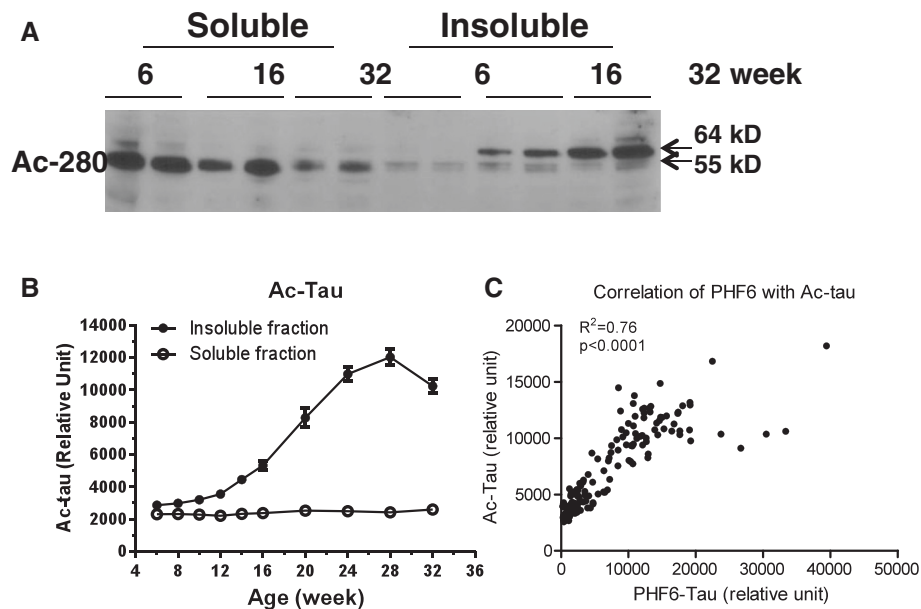 A
Soluble Insoluble
6 16 32 6 16 32 week
Ac-280
64 kD
55 kD
B
Ac-Tau
Insoluble fraction
Soluble fraction
Ac-tau (Relative Unit)
14000
12000
10000
8000
6000
4000
2000
0
4 8 12 16 20 24 28 32 36
Age (week)
C
Correlation of PHF6 with Ac-tau
R²=0.76
p<0.0001
Ac-Tau (relative unit)
20000
15000
10000
5000
0
0 10000 20000 30000 40000 50000
PHF6-Tau (relative unit)